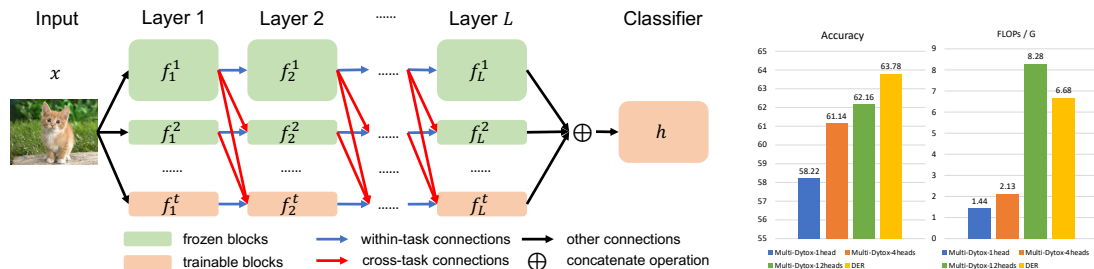 Input Layer 1 Layer 2 ...... Layer L Classifier
x
f_1^1 f_2^1 ...... f_L^1
f_1^2 f_2^2 ...... f_L^2 ⊕ h
...... ...... ......
f_1^t f_2^t ...... f_L^t
frozen blocks within-task connections other connections
trainable blocks cross-task connections ⊕ concatenate operation
Accuracy
65
64
63
62
61
60
59
58
57
56
55
58.22
61.14
62.16
63.78
Multi-Dytox-1head Multi-Dytox-4heads
Multi-Dytox-12heads DER
FLOPs / G
9
8
7
6
5
4
3
2
1
0
1.44
2.13
8.28
6.68
Multi-Dytox-1head Multi-Dytox-4heads
Multi-Dytox-12heads DER